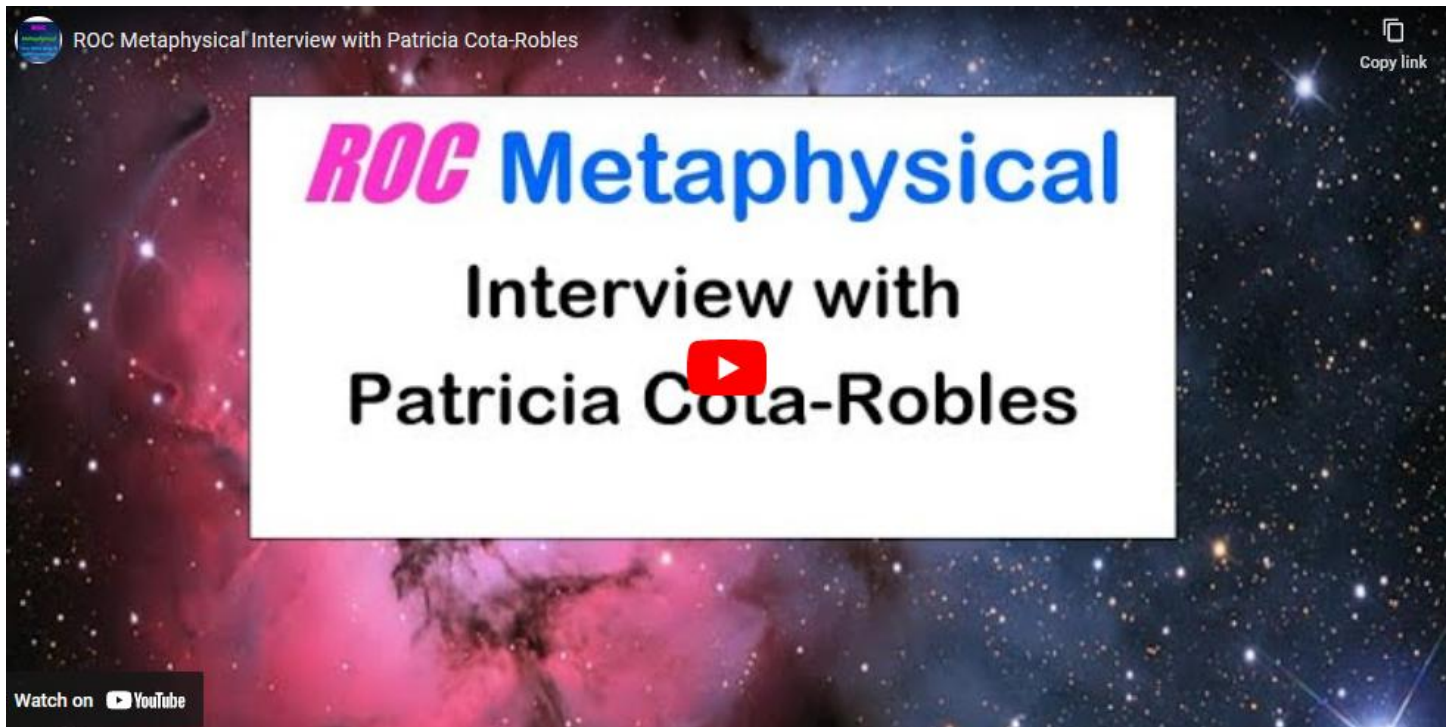 ROC Metaphysical Interview with Patricia Cota-Robles
Copy link
ROC Metaphysical
Interview with
Patricia Cota-Robles
Watch on YouTube